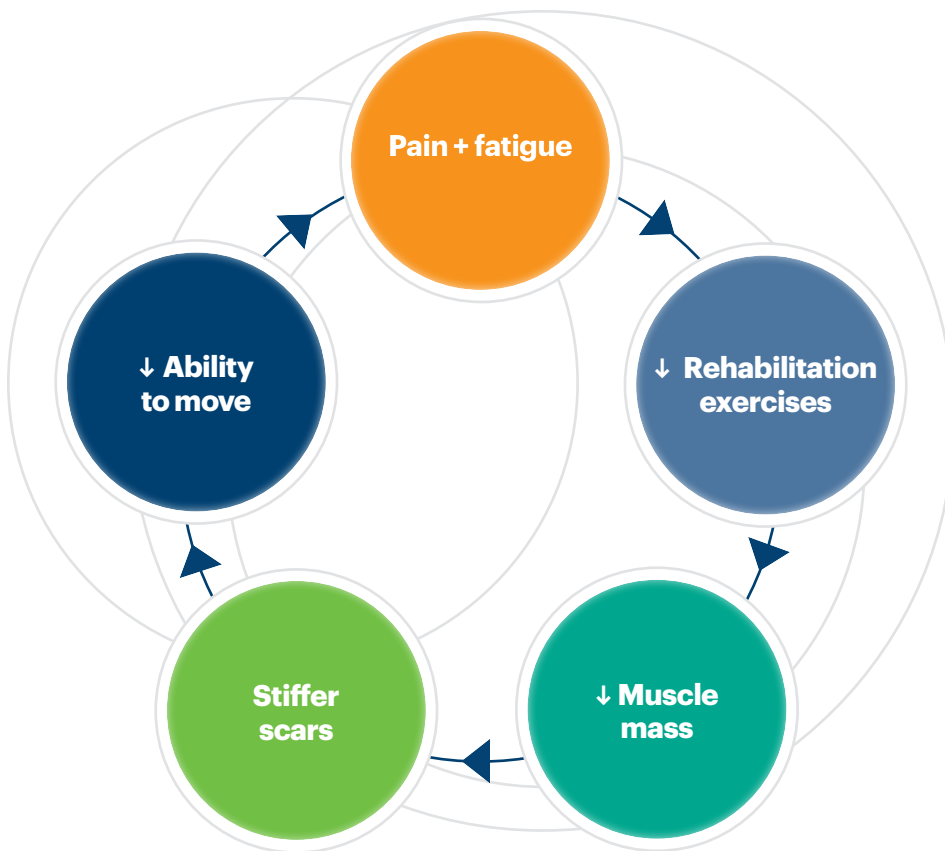 Pain + fatigue
↓ Rehabilitation
exercises
↓ Muscle
mass
Stiffer
scars
↓ Ability
to move